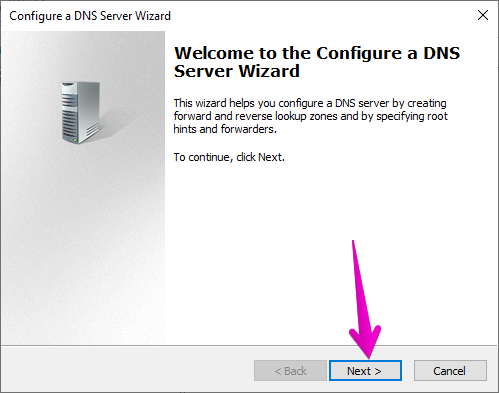 Configure a DNS Server Wizard
Welcome to the Configure a DNS
Server Wizard
This wizard helps you configure a DNS server by creating
forward and reverse lookup zones and by specifying root
hints and forwarders.
To continue, click Next.
< Back
Next >
Cancel